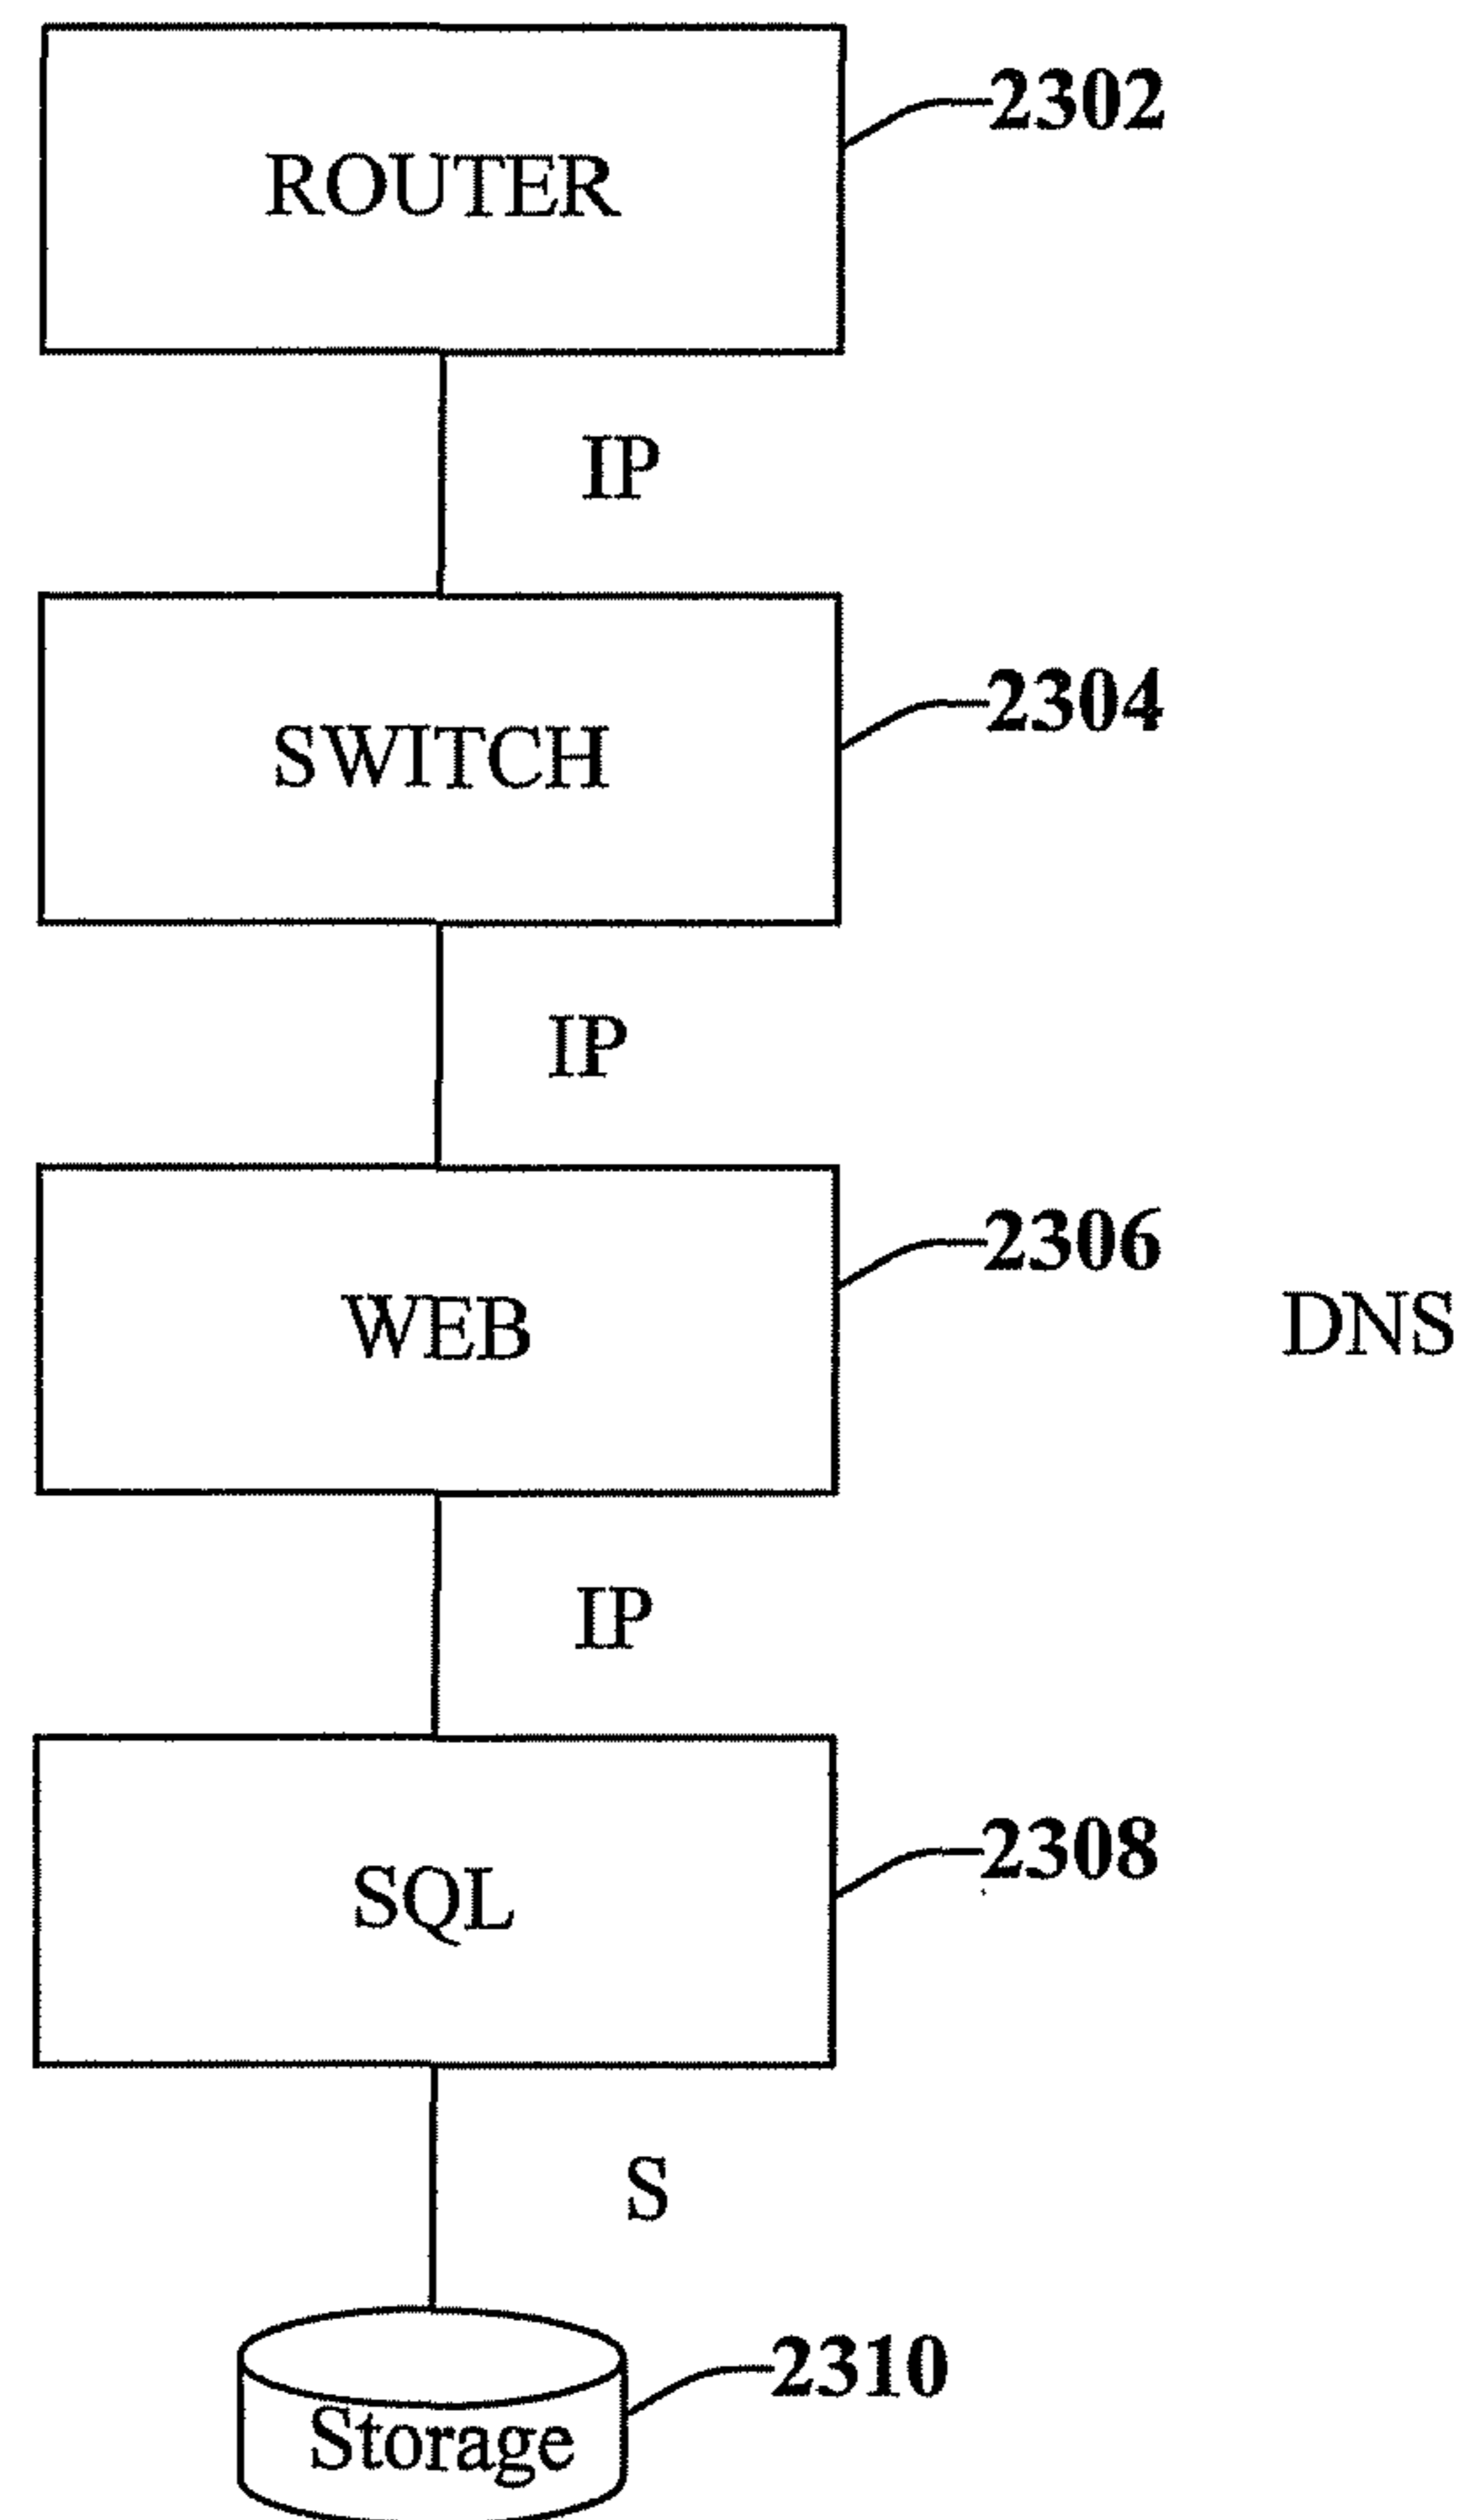 2302
ROUTER
IP
2304
SWITCH
IP
2306
WEB
DNS
IP
2308
SQL
S
2310
Storage